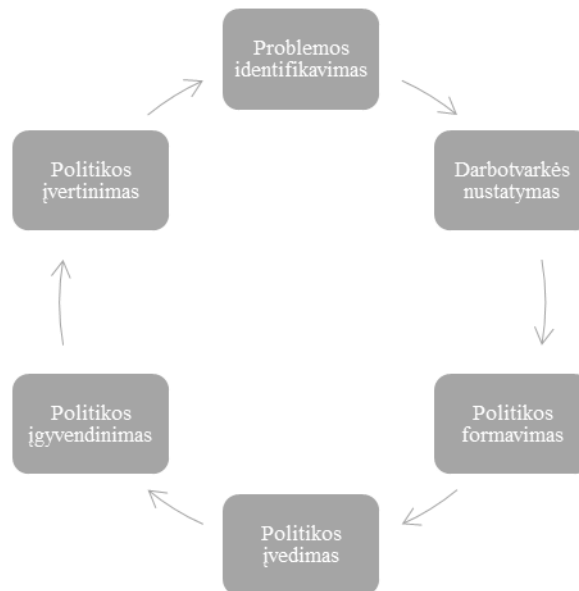 Problemos
identifikavimas
Darbotvarkės
nustatymas
Politikos
formavimas
Politikos
įvedimas
Politikos
įgyvendinimas
Politikos
įvertinimas